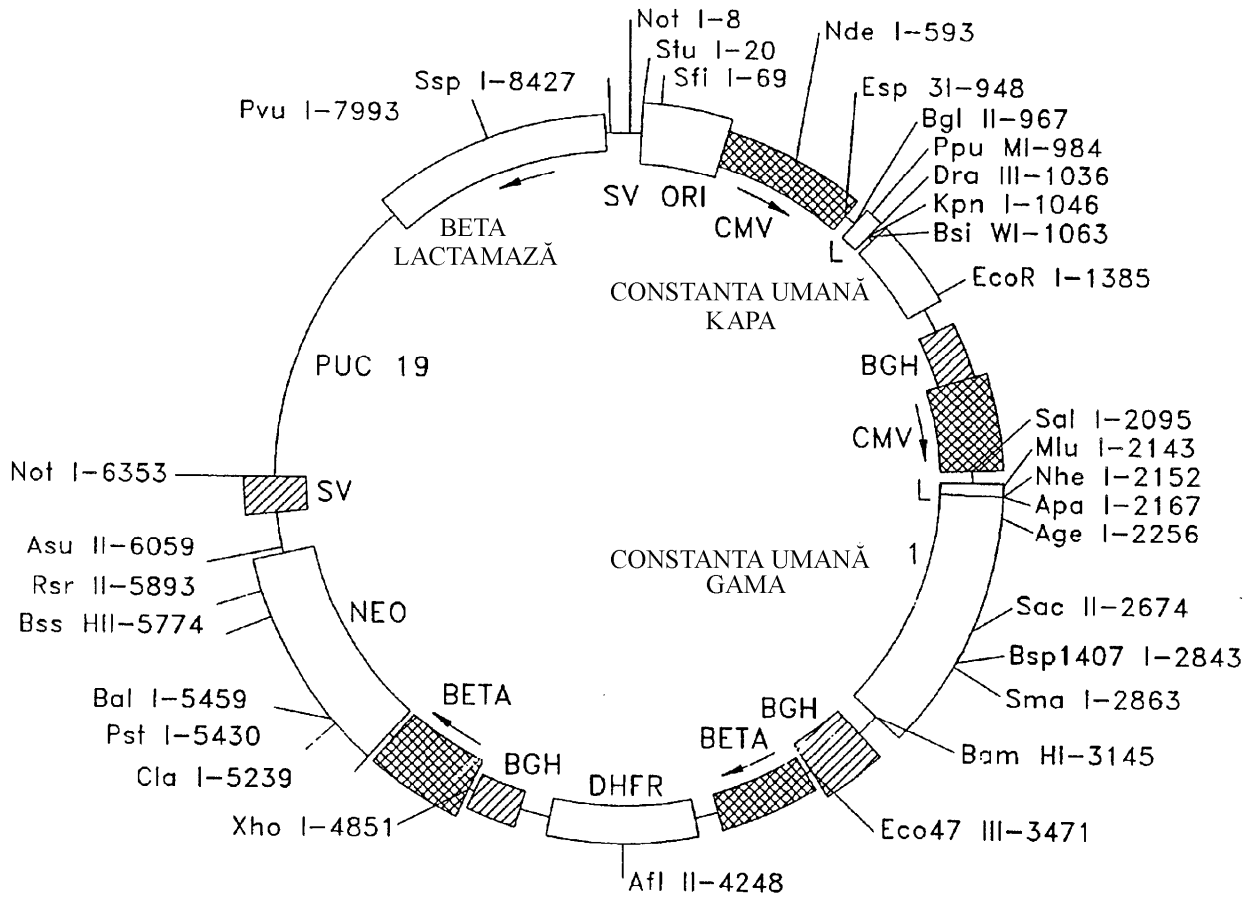 Not I-8
Stu I-20
Sfi I-69
Nde I-593
Ssp I-8427
Pvu I-7993
Esp 3I-948
Bgl II-967
Ppu MI-984
Dra III-1036
Kpn I-1046
Bsi WI-1063
SV ORI
CMV
BETA
LACTAMAZĂ
L
EcoR I-1385
CONSTANTA UMANĂ
KAPA
PUC 19
BGH
CMV
Sal I-2095
Mlu I-2143
Nhe I-2152
Apa I-2167
Age I-2256
L
Not I-6353
SV
Asu II-6059
Rsr II-5893
Bss HII-5774
CONSTANTA UMANĂ
GAMA
1
NEO
Sac II-2674
Bsp1407 I-2843
Sma I-2863
Bam HI-3145
Bal I-5459
Pst I-5430
Cla I-5239
Xho I-4851
BETA
BGH
DHFR
BETA
BGH
Eco47 III-3471
Afl II-4248